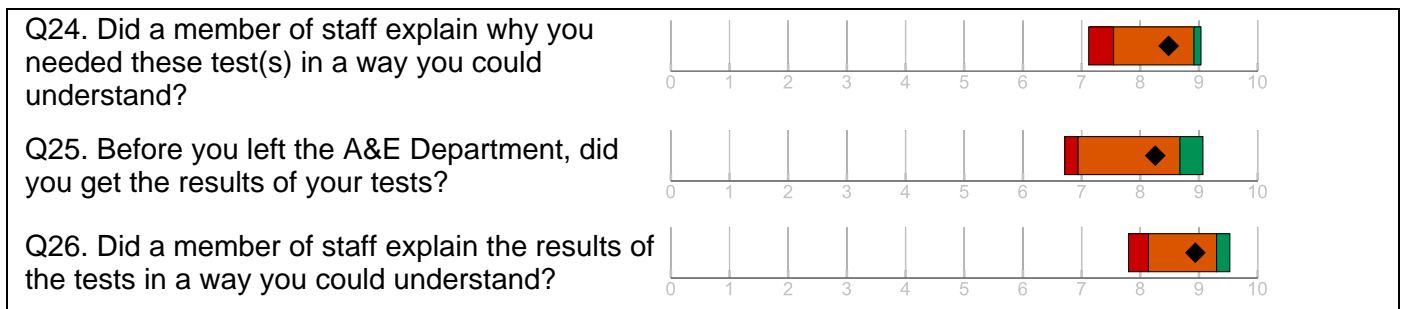 Q24. Did a member of staff explain why you
needed these test(s) in a way you could
understand?
0 1 2 3 4 5 6 7 8 9 10
Q25. Before you left the A&E Department, did
you get the results of your tests?
0 1 2 3 4 5 6 7 8 9 10
Q26. Did a member of staff explain the results of
the tests in a way you could understand?
0 1 2 3 4 5 6 7 8 9 10